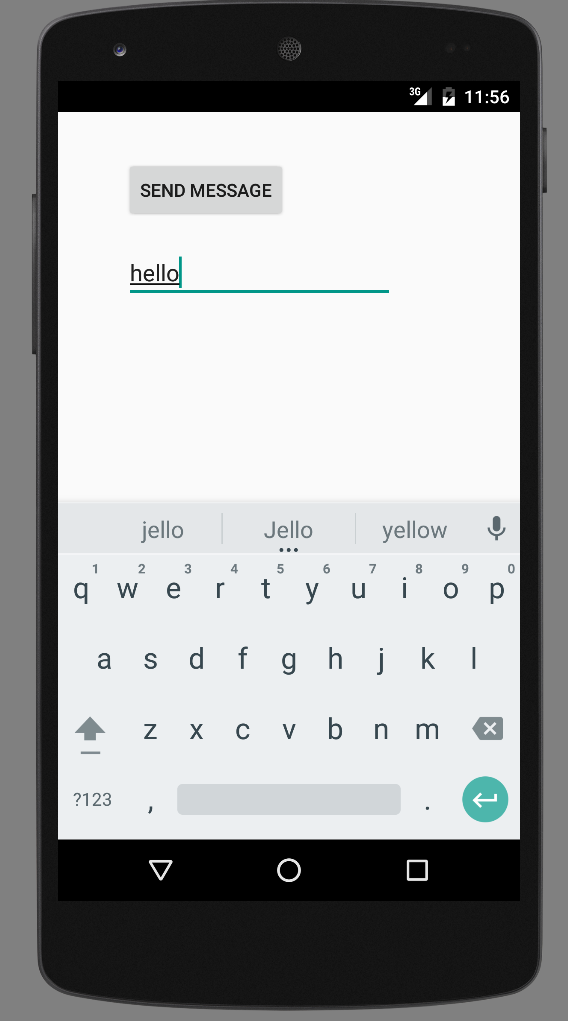 3G 11:56
SEND MESSAGE
hello
jello Jello yellow
1 2 3 4 5 6 7 8 9 0
q w e r t y u i o p
a s d f g h j k l
z x c v b n m
?123 , .